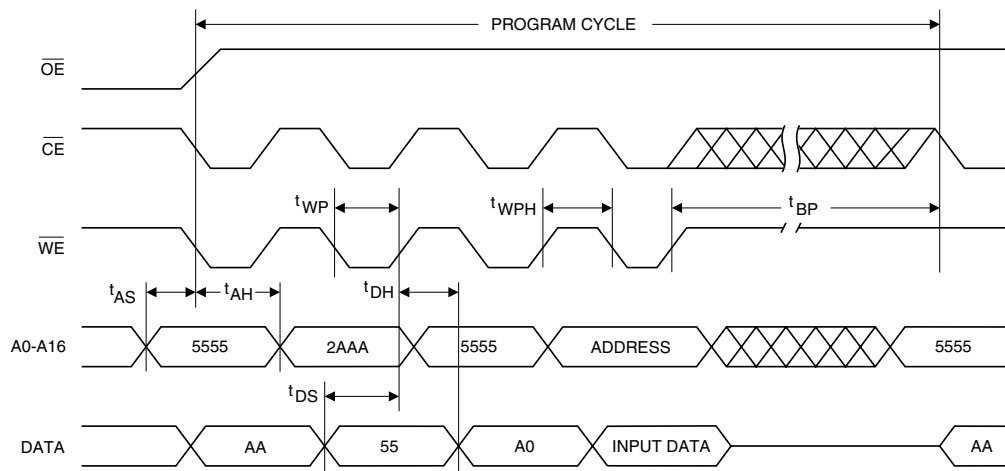 PROGRAM CYCLE
OE
CE
tWP
tWPH
tBP
WE
tAS
tAH
tDH
A0-A16
5555
2AAA
5555
ADDRESS
5555
tDS
DATA
AA
55
A0
INPUT DATA
AA